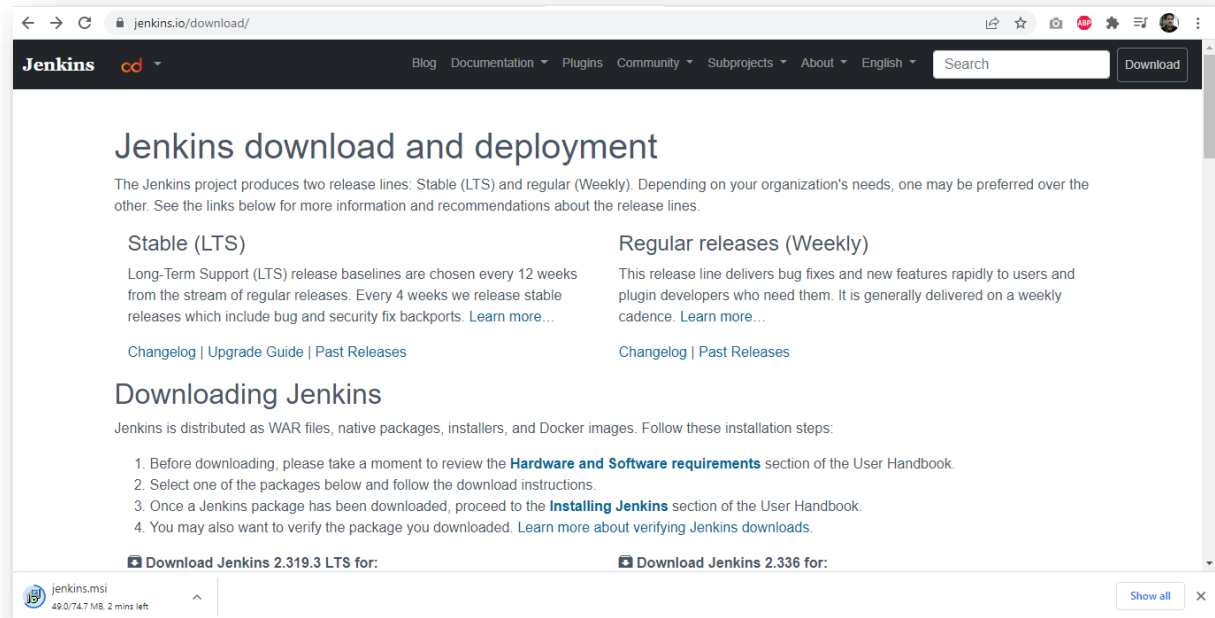 jenkins.io/download/
ABP
Jenkins cd Blog Documentation Plugins Community Subprojects About English Search Download
Jenkins download and deployment
The Jenkins project produces two release lines: Stable (LTS) and regular (Weekly). Depending on your organization's needs, one may be preferred over the
other. See the links below for more information and recommendations about the release lines.
Stable (LTS)
Long-Term Support (LTS) release baselines are chosen every 12 weeks
from the stream of regular releases. Every 4 weeks we release stable
releases which include bug and security fix backports. Learn more…
Changelog | Upgrade Guide | Past Releases
Regular releases (Weekly)
This release line delivers bug fixes and new features rapidly to users and
plugin developers who need them. It is generally delivered on a weekly
cadence. Learn more…
Changelog | Past Releases
Downloading Jenkins
Jenkins is distributed as WAR files, native packages, installers, and Docker images. Follow these installation steps:
1. Before downloading, please take a moment to review the Hardware and Software requirements section of the User Handbook.
2. Select one of the packages below and follow the download instructions.
3. Once a Jenkins package has been downloaded, proceed to the Installing Jenkins section of the User Handbook.
4. You may also want to verify the package you downloaded. Learn more about verifying Jenkins downloads.
Download Jenkins 2.319.3 LTS for:
Download Jenkins 2.336 for:
jenkins.msi
49.0/74.7 MB, 2 mins left
Show all